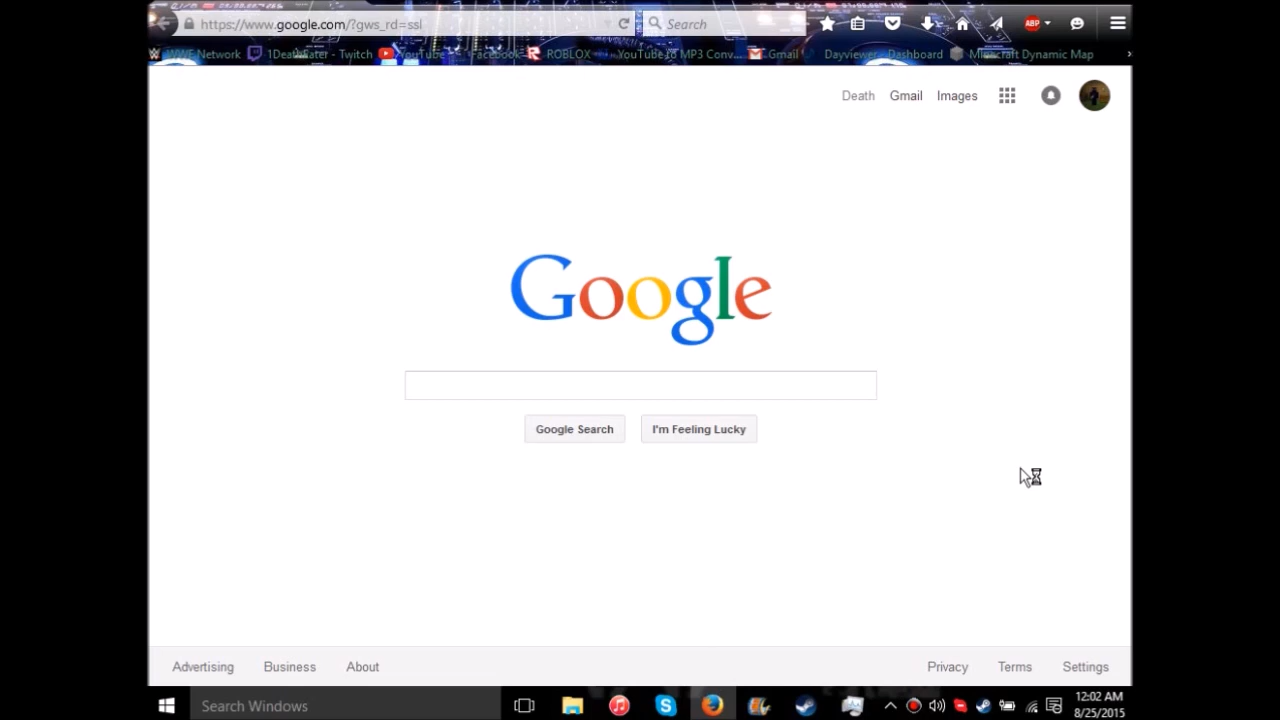 https://www.google.com/?gws_rd=ssl
Search
ABP
WWE Network
1DeathEater - Twitch
YouTube
Facebook
ROBLOX
YouTube to MP3 Conv...
Gmail
Dayviewer - Dashboard
Minecraft Dynamic Map
Death
Gmail
Images
Google
Google Search
I'm Feeling Lucky
Advertising
Business
About
Privacy
Terms
Settings
Search Windows
12:02 AM
8/25/2015